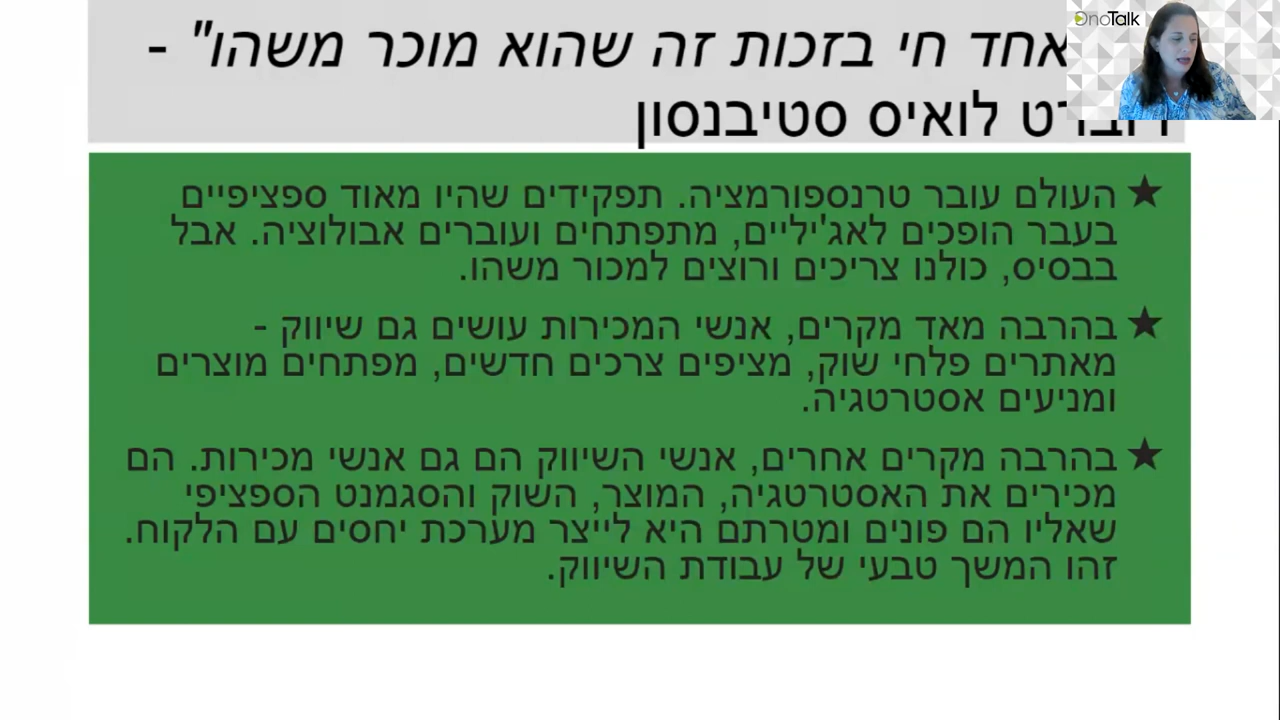 אחד חי בזכות זה שהוא מוכר משהו" -
רוברט לואיס סטיבנסון
★ העולם עובר טרנספורמציה. תפקידים שהיו מאוד ספציפיים
בעבר הופכים לאג'יליים, מתפתחים ועוברים אבולוציה. אבל
בבסיס, כולנו צריכים ורוצים למכור משהו.
★ בהרבה מאד מקרים, אנשי המכירות עושים גם שיווק -
מאתרים פלחי שוק, מציפים צרכים חדשים, מפתחים מוצרים
ומניעים אסטרטגיה.
★ בהרבה מקרים אחרים, אנשי השיווק הם גם אנשי מכירות. הם
מכירים את האסטרטגיה, המוצר, השוק והסגמנט הספציפי
שאליו הם פונים ומטרתם היא לייצר מערכת יחסים עם הלקוח.
זהו המשך טבעי של עבודת השיווק.
OnoTalk